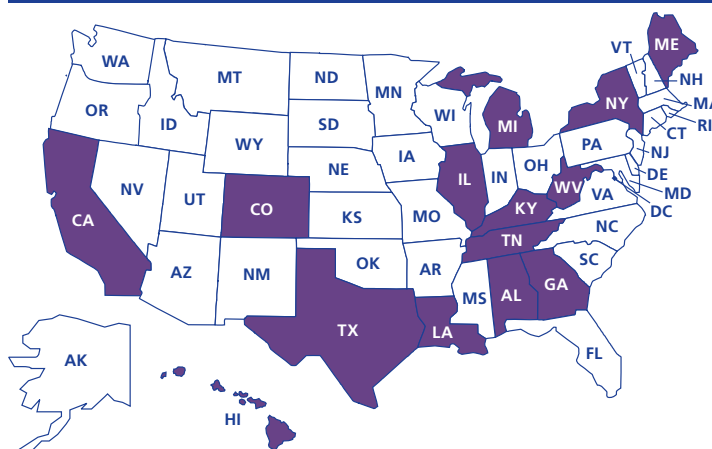 WA
MT
ND
MN
VT
ME
NH
OR
ID
SD
WI
MI
NY
MA
RI
CT
WY
IA
PA
NJ
NE
OH
DE
NV
UT
CO
IL
IN
WV
MD
VA
DC
CA
KS
MO
KY
NC
TN
AZ
NM
OK
AR
SC
MS
AL
GA
TX
LA
FL
AK
HI